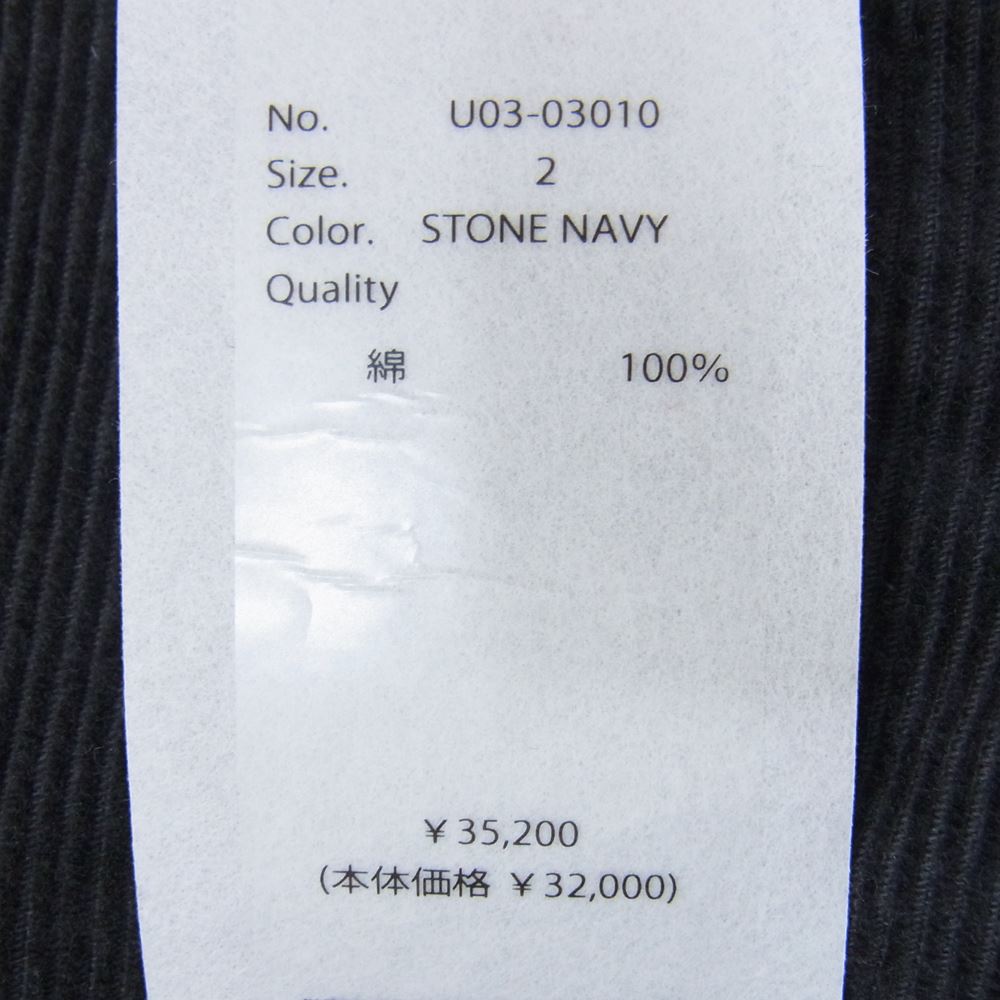 No. U03-03010
Size. 2
Color. STONE NAVY
Quality
綿 100%
¥ 35,200
(本体価格 ¥ 32,000)